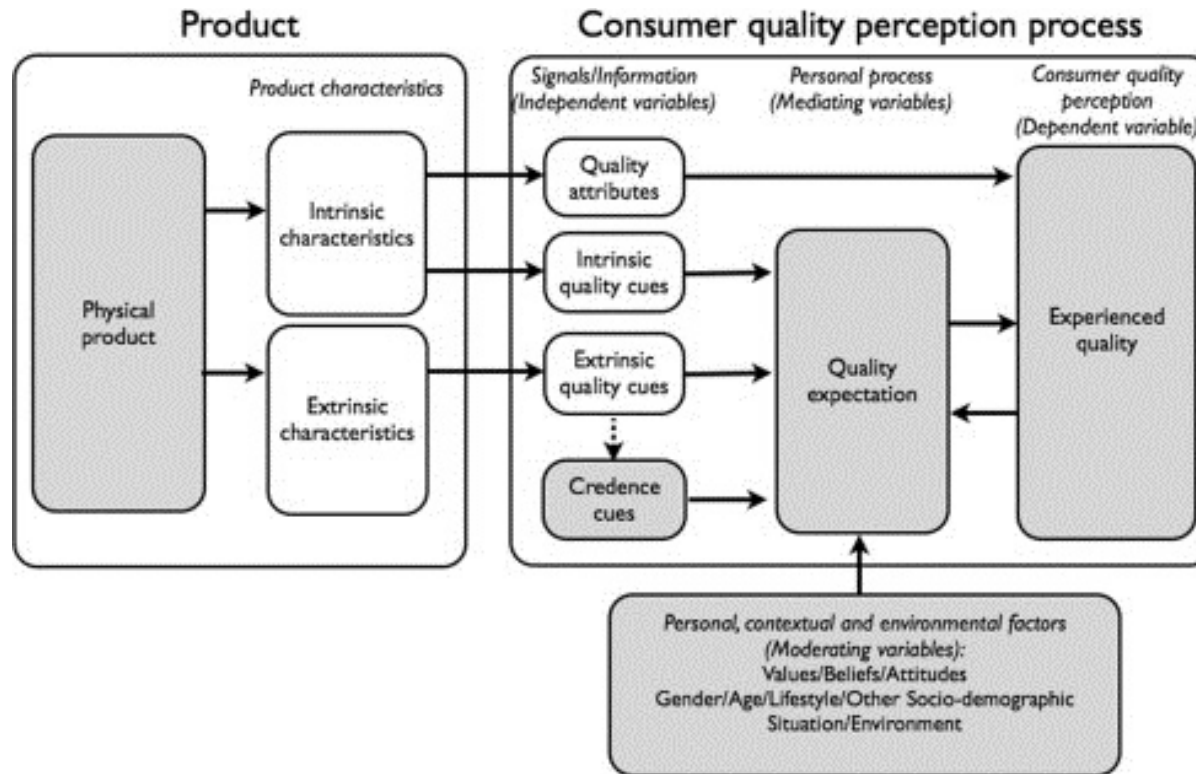 Product
Consumer quality perception process
Product characteristics
Signals/Information
(Independent variables)
Personal process
(Mediating variables)
Consumer quality
perception
(Dependent variable)
Physical
product
Intrinsic
characteristics
Extrinsic
characteristics
Quality
attributes
Intrinsic
quality cues
Extrinsic
quality cues
Credence
cues
Quality
expectation
Experienced
quality
Personal, contextual and environmental factors
(Moderating variables):
Values/Beliefs/Attitudes
Gender/Age/Lifestyle/Other Socio-demographic
Situation/Environment